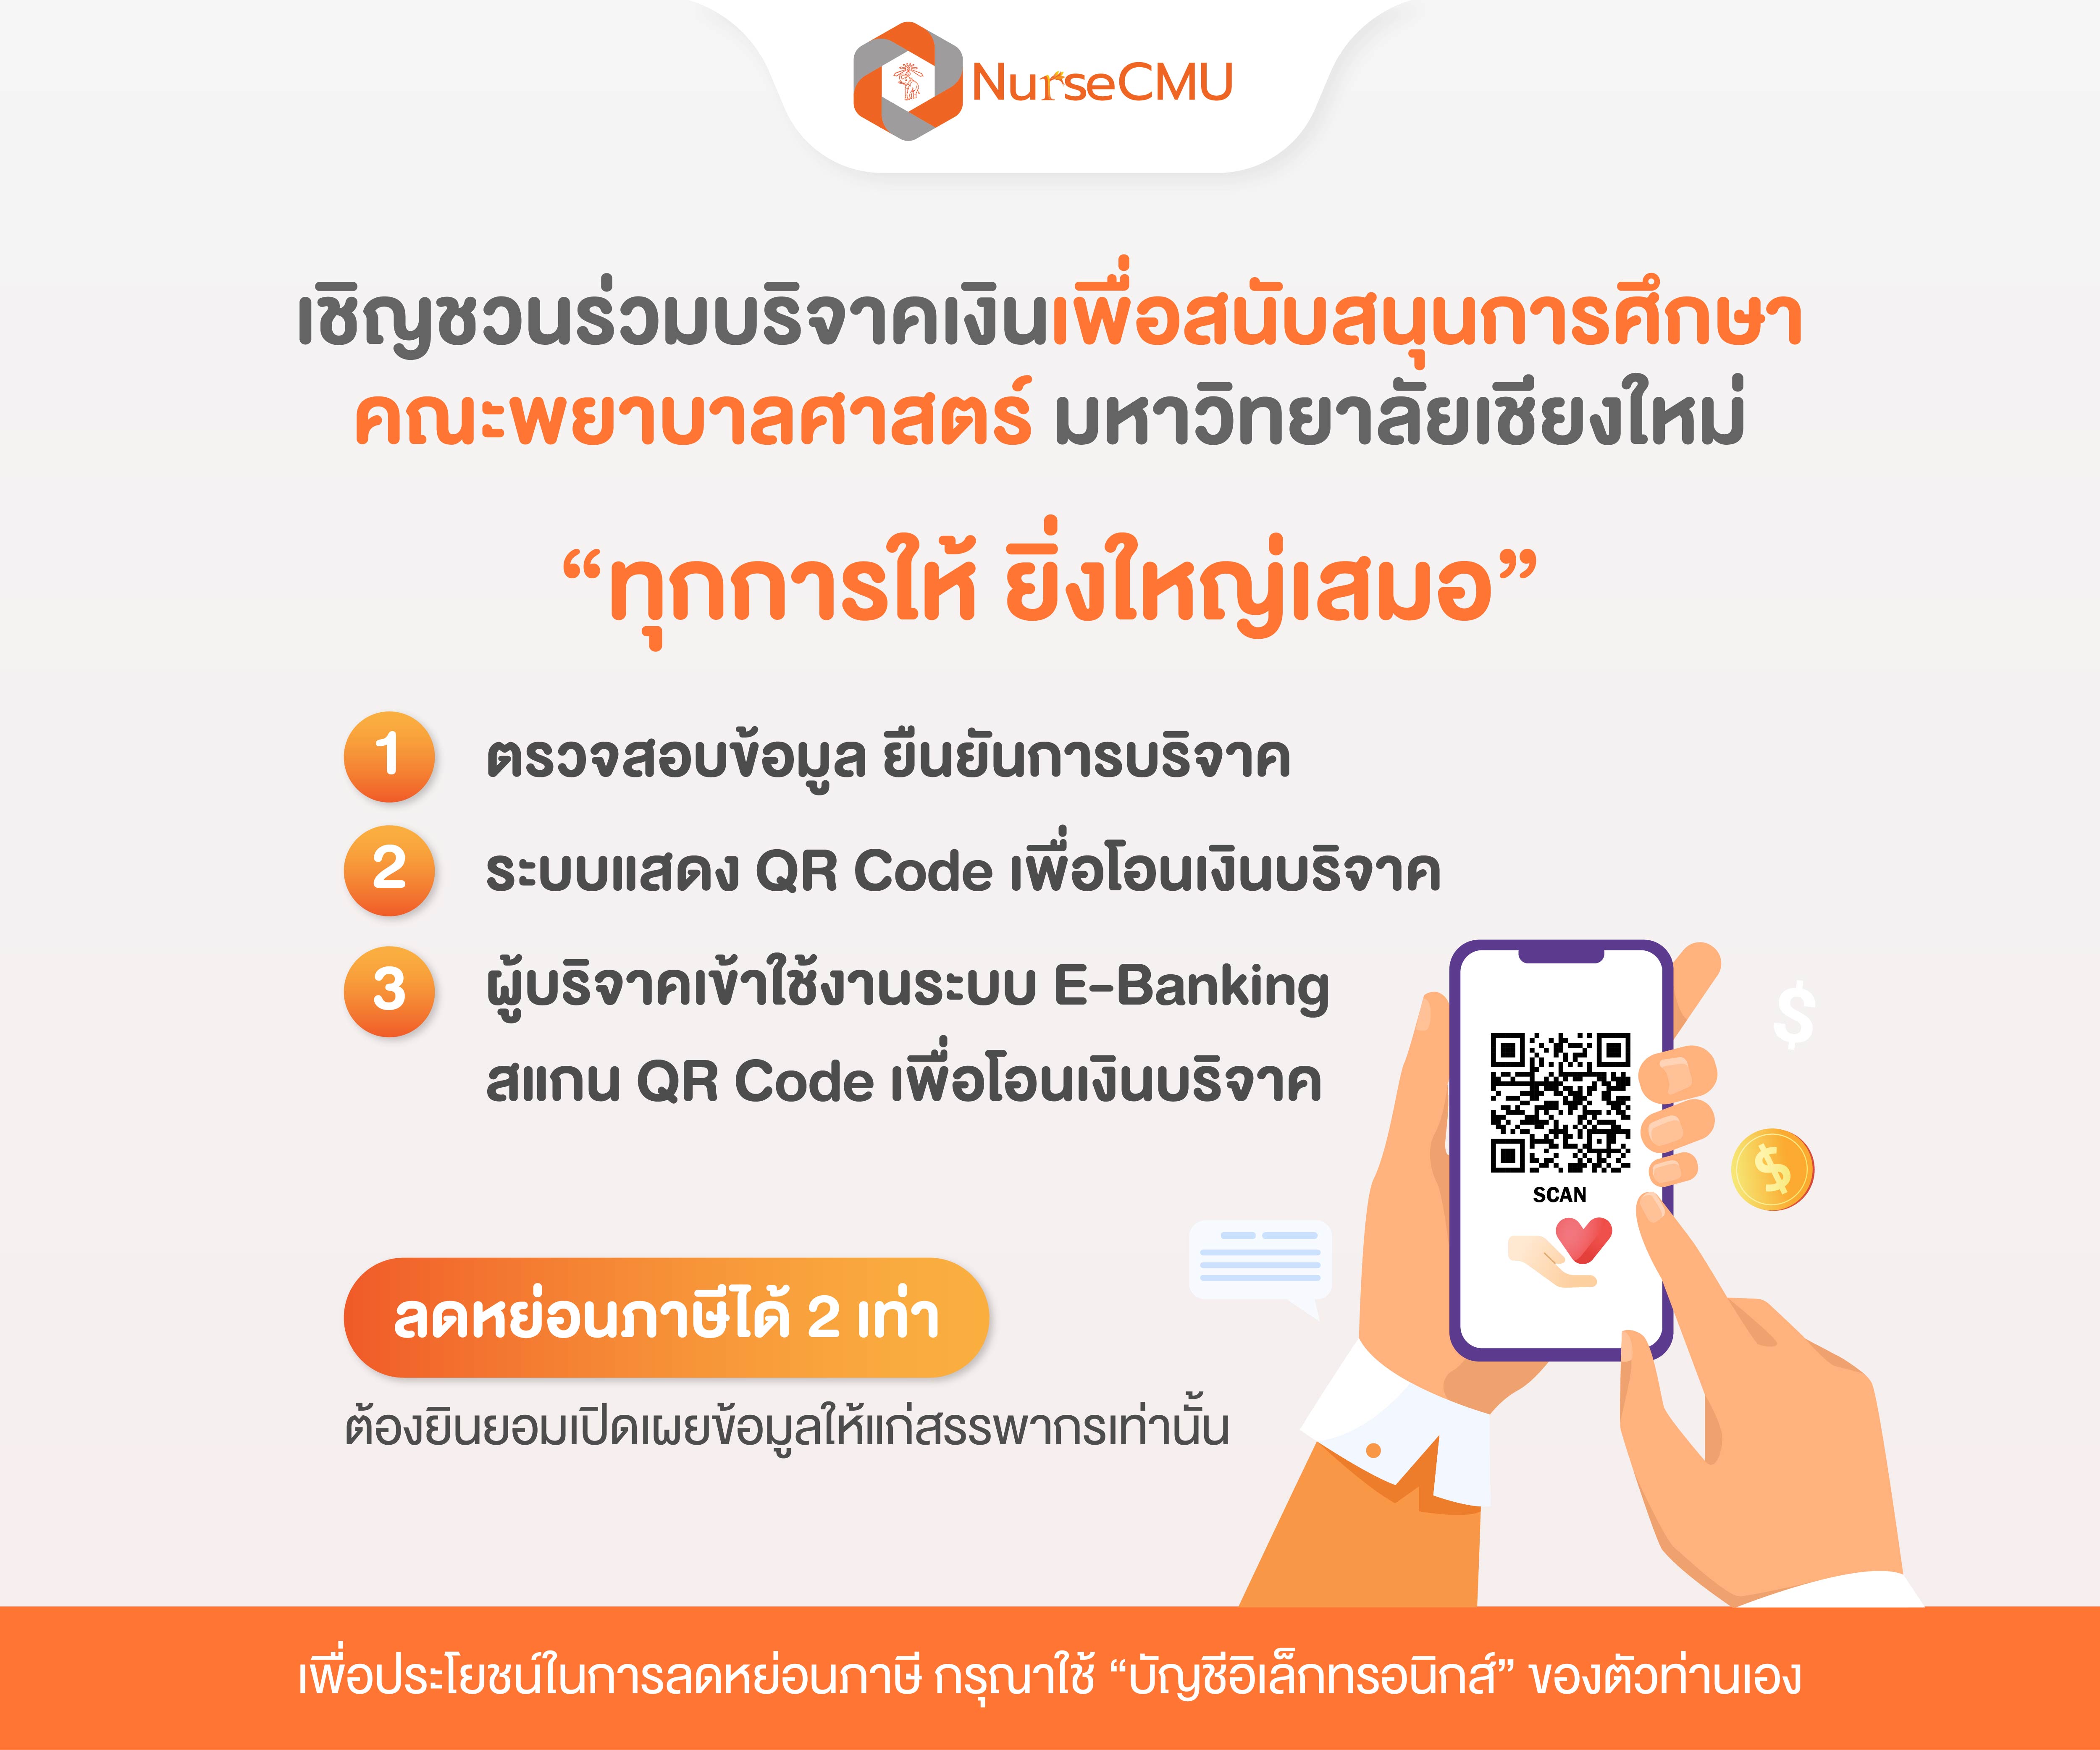 NurseCMU
เชิญชวนร่วมบริจาคเงินเพื่อสนับสนุนการศึกษา
คณะพยาบาลศาสตร์ มหาวิทยาลัยเชียงใหม่
“ทุกการให้ ยิ่งใหญ่เสมอ”
1 ตรวจสอบข้อมูล ยืนยันการบริจาค
2 ระบบแสดง QR Code เพื่อโอนเงินบริจาค
3 ผู้บริจาคเข้าใช้งานระบบ E-Banking
สแกน QR Code เพื่อโอนเงินบริจาค
$
$
SCAN
ลดหย่อนภาษีได้ 2 เท่า
ต้องยินยอมเปิดเผยข้อมูลให้แก่สรรพากรเท่านั้น
เพื่อประโยชน์ในการลดหย่อนภาษี กรุณาใช้ “บัญชีอิเล็กทรอนิกส์” ของตัวท่านเอง